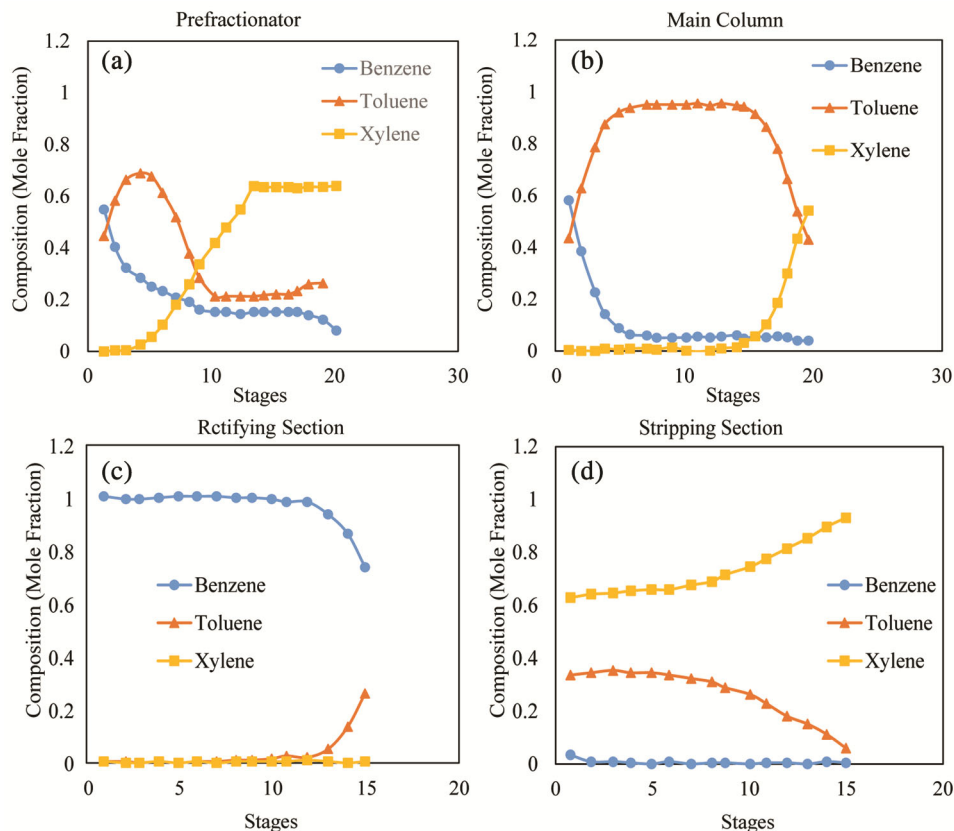 Prefractionator
(a)
Benzene
Toluene
Xylene
Composition (Mole Fraction)
1.2
1
0.8
0.6
0.4
0.2
0
0
10
20
30
Stages
Main Column
(b)
Benzene
Toluene
Xylene
Composition (Mole Fraction)
1.2
1
0.8
0.6
0.4
0.2
0
0
10
20
30
Stages
Rctifying Section
(c)
Benzene
Toluene
Xylene
Composition (Mole Fraction)
1.2
1
0.8
0.6
0.4
0.2
0
0
5
10
15
20
Stages
Stripping Section
(d)
Benzene
Toluene
Xylene
Composition (Mole Fraction)
1.2
1
0.8
0.6
0.4
0.2
0
0
5
10
15
20
Stages